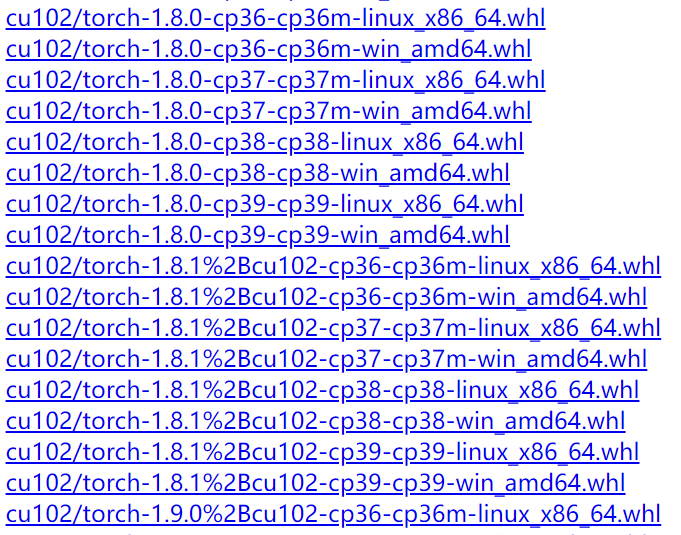 cu102/torch-1.8.0-cp36-cp36m-linux_x86_64.whl
cu102/torch-1.8.0-cp36-cp36m-win_amd64.whl
cu102/torch-1.8.0-cp37-cp37m-linux_x86_64.whl
cu102/torch-1.8.0-cp37-cp37m-win_amd64.whl
cu102/torch-1.8.0-cp38-cp38-linux_x86_64.whl
cu102/torch-1.8.0-cp38-cp38-win_amd64.whl
cu102/torch-1.8.0-cp39-cp39-linux_x86_64.whl
cu102/torch-1.8.0-cp39-cp39-win_amd64.whl
cu102/torch-1.8.1%2Bcu102-cp36-cp36m-linux_x86_64.whl
cu102/torch-1.8.1%2Bcu102-cp36-cp36m-win_amd64.whl
cu102/torch-1.8.1%2Bcu102-cp37-cp37m-linux_x86_64.whl
cu102/torch-1.8.1%2Bcu102-cp37-cp37m-win_amd64.whl
cu102/torch-1.8.1%2Bcu102-cp38-cp38-linux_x86_64.whl
cu102/torch-1.8.1%2Bcu102-cp38-cp38-win_amd64.whl
cu102/torch-1.8.1%2Bcu102-cp39-cp39-linux_x86_64.whl
cu102/torch-1.8.1%2Bcu102-cp39-cp39-win_amd64.whl
cu102/torch-1.9.0%2Bcu102-cp36-cp36m-linux_x86_64.whl